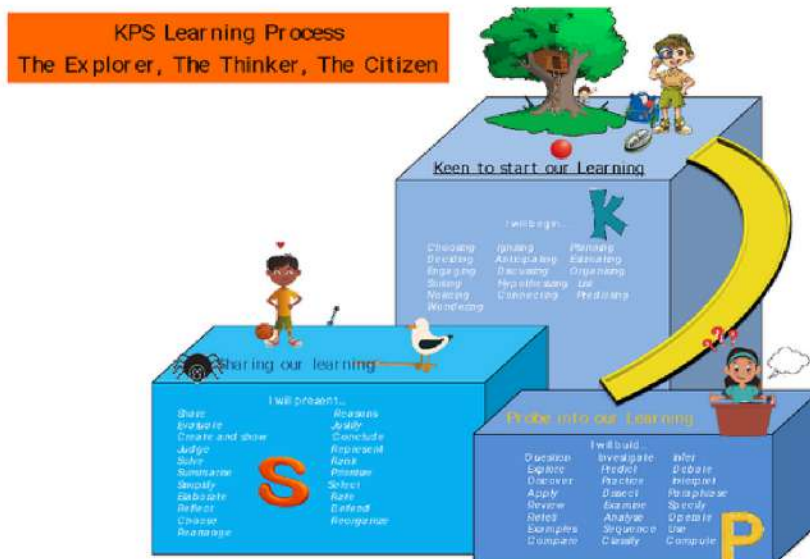 KPS Learning Process
The Explorer, The Thinker, The Citizen
Keen to start our Learning
K
I will begin...
Choosing Igniting Planning
Deciding Anticipating Estimating
Engaging Discussing Organising
Hypothesising List
Noticing Connecting Predicting
Wondering
Sharing our learning
I will present...
Share Reasons
Evaluate Justify
Create and show Conclude
Judge Represent
Solve Rank
Summarise
Simplify Select
Elaborate Rate
Reflect Defend
Choose Reorganize
Rearrange
S
???
Probe into our Learning
I will build...
Question Investigate Infer
Explore Predict Debate
Discover Practice Interpret
Apply Dissect Paraphrase
Review Examine Specify
Retell Analyse Operate
Examples Sequence Use
Compare Classify Compute
P